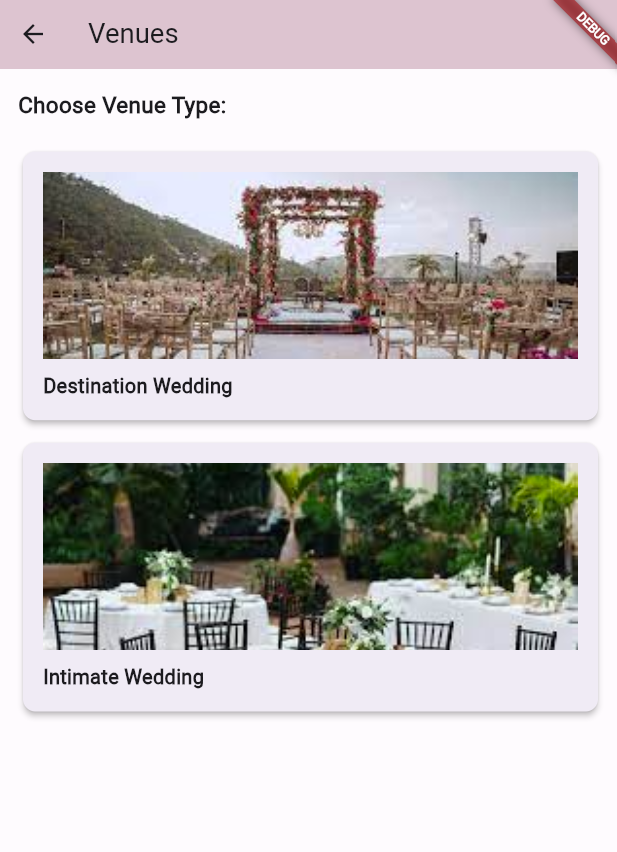 Venues
DEBUG
Choose Venue Type:
Destination Wedding
Intimate Wedding